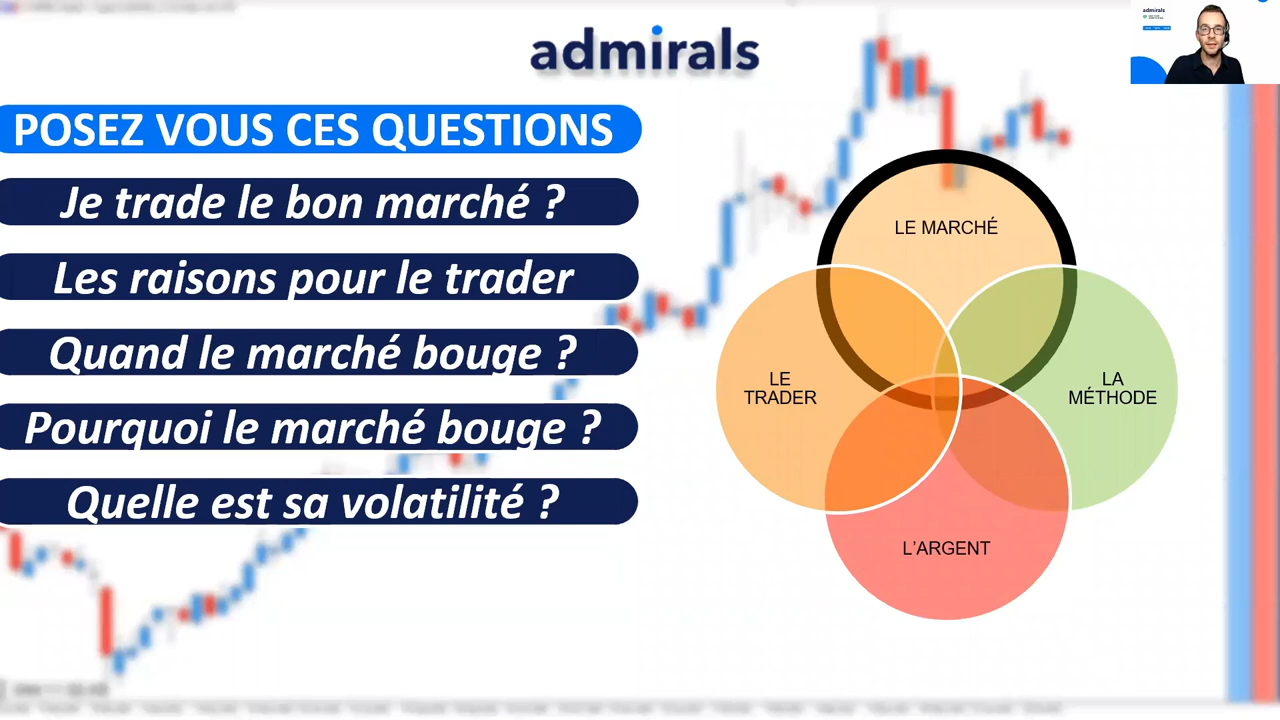 admirals
admirals
POSEZ VOUS CES QUESTIONS
Je trade le bon marché ?
Les raisons pour le trader
Quand le marché bouge ?
Pourquoi le marché bouge ?
Quelle est sa volatilité ?
LE MARCHÉ
LE
TRADER
LA
MÉTHODE
L'ARGENT